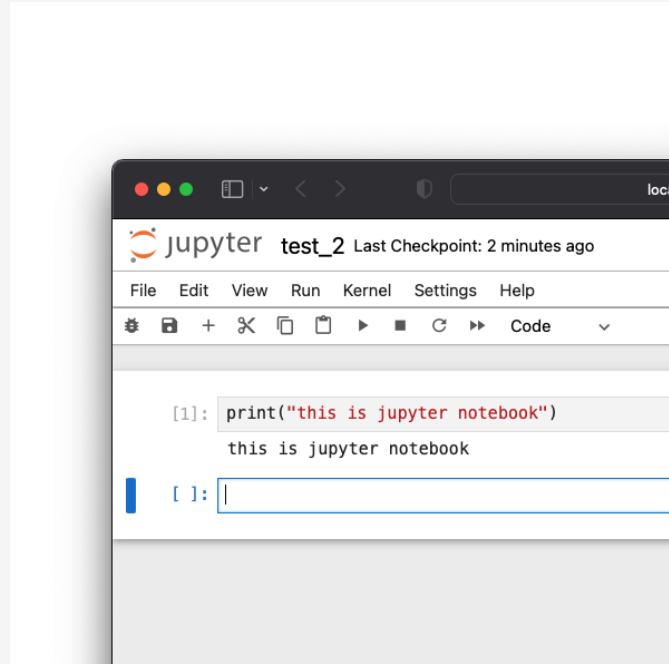 loc
jupyter test_2 Last Checkpoint: 2 minutes ago
File Edit View Run Kernel Settings Help
Code
[1]: print("this is jupyter notebook")
this is jupyter notebook
[ ]: